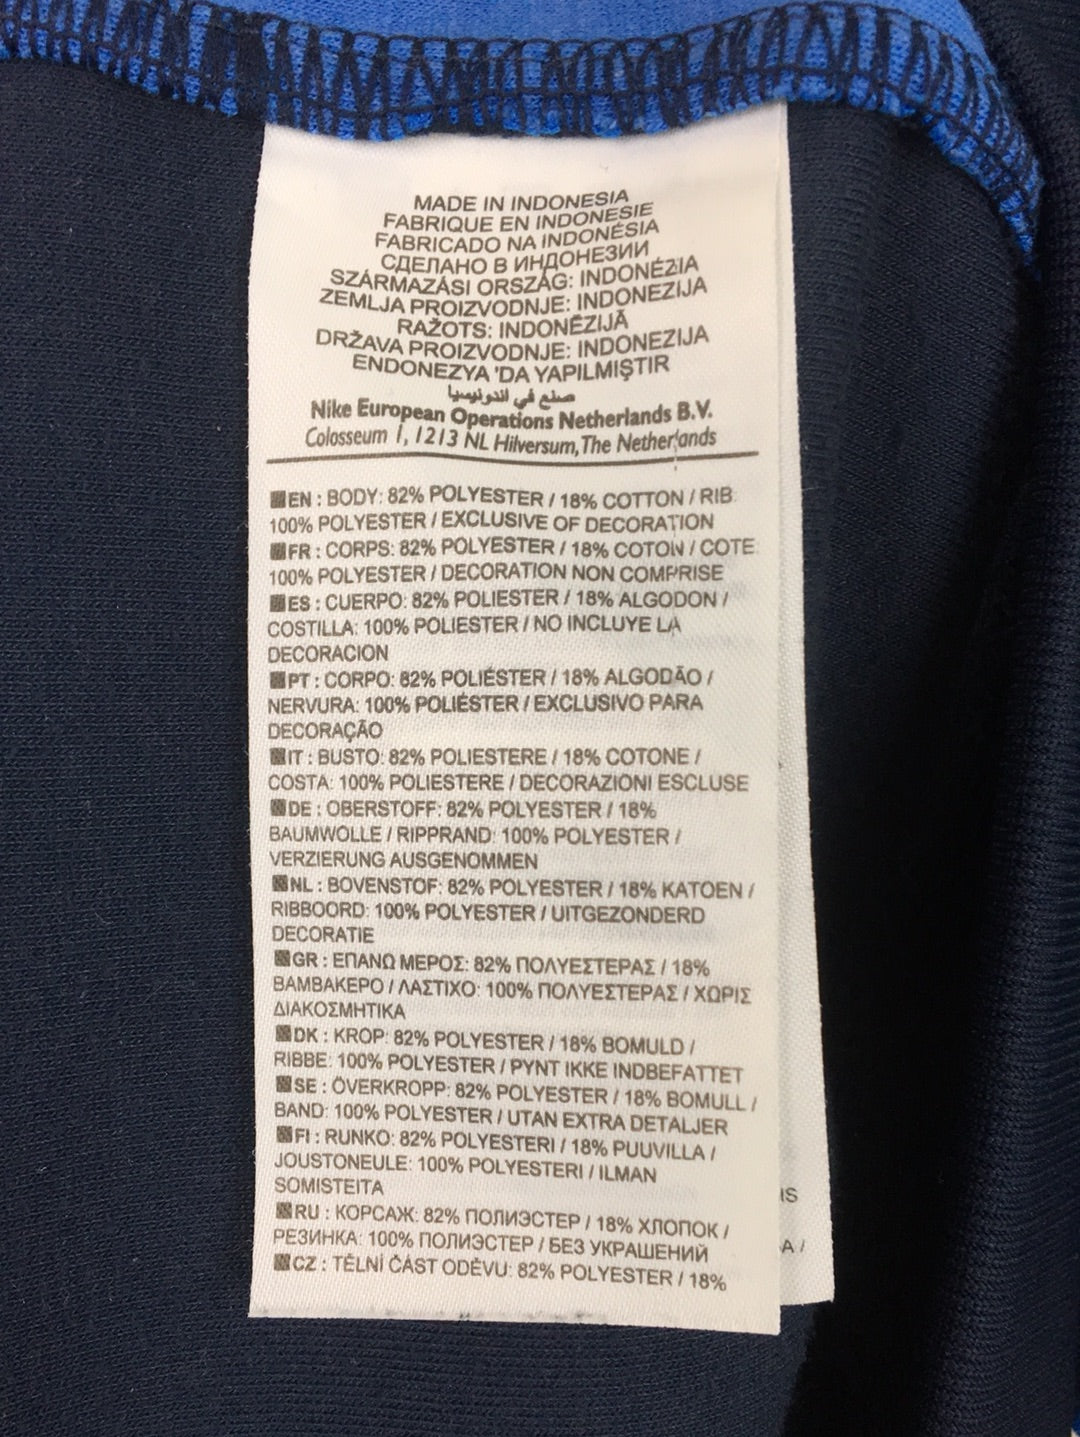 MADE IN INDONESIA
FABRIQUE EN INDONESIE
FABRICADO NA INDONÉSIA
СДЕЛАНО В ИНДОНЕЗИИ
SZÁRMAZÁSI ORSZÁG: INDONÉZIA
ZEMLJA PROIZVODNJE: INDONEZIJA
RAŽOTS: INDONĒZIJĀ
DRŽAVA PROIZVODNJE: INDONEZIJA
ENDONEZYA 'DA YAPILMIŞTIR
صنع في اندونيسيا
Nike European Operations Netherlands B.V.
Colosseum 1, 1213 NL Hilversum, The Netherlands
EN : BODY: 82% POLYESTER / 18% COTTON / RIB:
100% POLYESTER / EXCLUSIVE OF DECORATION
FR : CORPS: 82% POLYESTER / 18% COTON / COTE:
100% POLYESTER / DECORATION NON COMPRISE
ES : CUERPO: 82% POLIESTER / 18% ALGODON /
COSTILLA: 100% POLIESTER / NO INCLUYE LA
DECORACION
PT : CORPO: 82% POLIÉSTER / 18% ALGODÃO /
NERVURA: 100% POLIÉSTER / EXCLUSIVO PARA
DECORAÇÃO
IT : BUSTO: 82% POLIESTERE / 18% COTONE /
COSTA: 100% POLIESTERE / DECORAZIONI ESCLUSE
DE : OBERSTOFF: 82% POLYESTER / 18%
BAUMWOLLE / RIPPRAND: 100% POLYESTER /
VERZIERUNG AUSGENOMMEN
NL : BOVENSTOF: 82% POLYESTER / 18% KATOEN /
RIBBOORD: 100% POLYESTER / UITGEZONDERD
DECORATIE
GR : ΕΠΑΝΩ ΜΕΡΟΣ: 82% ΠΟΛΥΕΣΤΕΡΑΣ / 18%
ΒΑΜΒΑΚΕΡΟ / ΛΑΣΤΙΧΟ: 100% ΠΟΛΥΕΣΤΕΡΑΣ / ΧΩΡΙΣ
ΔΙΑΚΟΣΜΗΤΙΚΑ
DK : KROP: 82% POLYESTER / 18% BOMULD /
RIBBE: 100% POLYESTER / PYNT IKKE INDBEFATTET
SE : ÖVERKROPP: 82% POLYESTER / 18% BOMULL /
BAND: 100% POLYESTER / UTAN EXTRA DETALJER
FI : RUNKO: 82% POLYESTERI / 18% PUUVILLA /
JOUSTONEULE: 100% POLYESTERI / ILMAN
SOMISTEITA
RU : КОРСАЖ: 82% ПОЛИЭСТЕР / 18% ХЛОПОК /
РЕЗИНКА: 100% ПОЛИЭСТЕР / БЕЗ УКРАШЕНИЙ
CZ : TĚLNÍ ČÁST ODĚVU: 82% POLYESTER / 18%